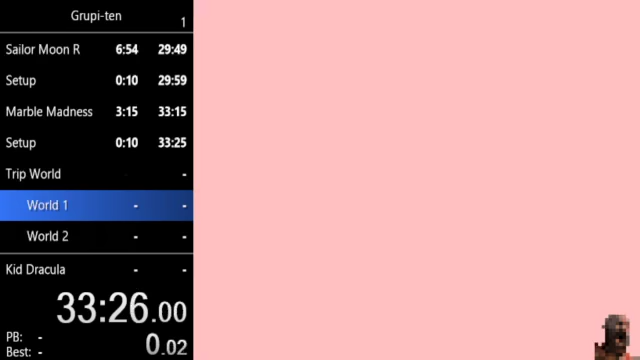 Grupi-ten
1
Sailor Moon R 6:54 29:49
Setup 0:10 29:59
Marble Madness 3:15 33:15
Setup 0:10 33:25
Trip World -
World 1 - -
World 2 - -
Kid Dracula - -
33:26.00
PB: - 0.02
Best: -